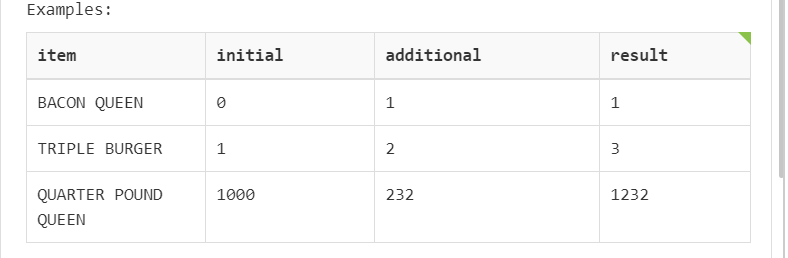 Examples:
item initial additional result
BACON QUEEN 0 1 1
TRIPLE BURGER 1 2 3
QUARTER POUND 1000 232 1232
QUEEN